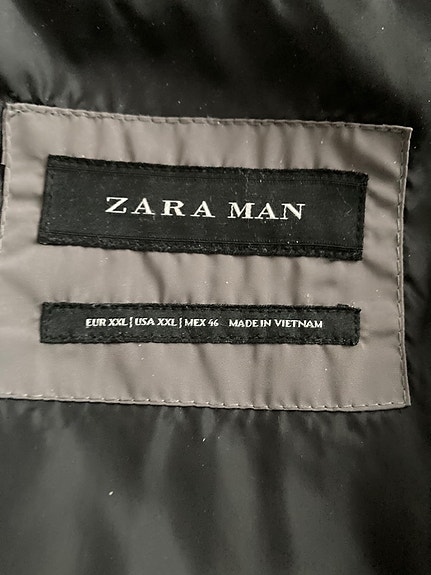 ZARA MAN
EUR XXL | USA XXL | MEX 46 MADE IN VIETNAM